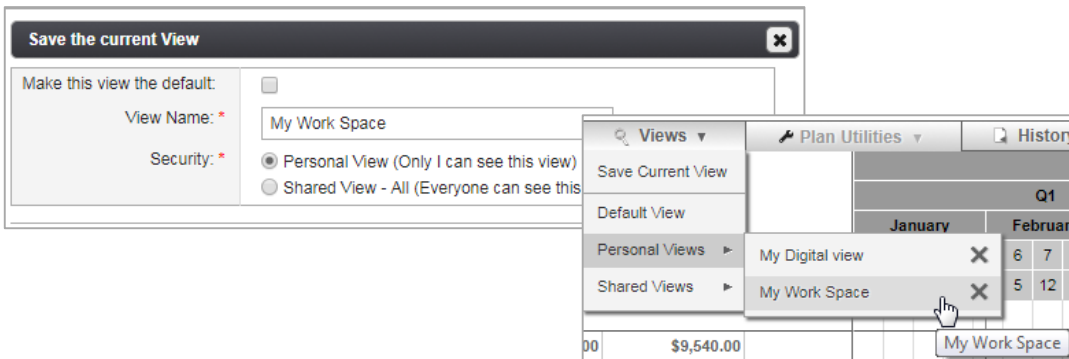 Save the current View
Make this view the default:
View Name: *
My Work Space
Security: *
Personal View (Only I can see this view)
Shared View - All (Everyone can see this
Views
Plan Utilities
History
Save Current View
Q1
Default View
January
Februar
Personal Views
My Digital view
6 7
Shared Views
My Work Space
5 12
My Work Space
00 $9,540.00